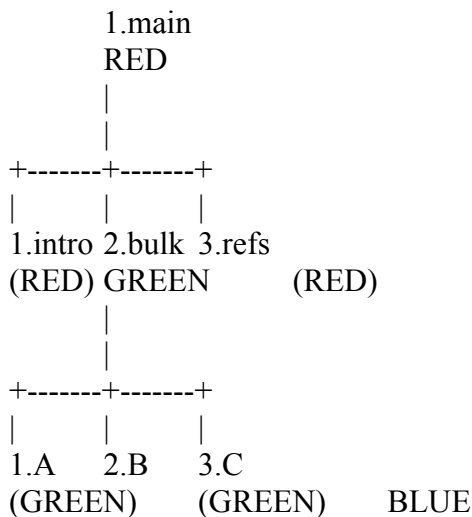 1.main
RED
|
|
+-------+-------+
| | |
1.intro 2.bulk 3.refs
(RED) GREEN (RED)
|
|
+-------+-------+
| | |
1.A 2.B 3.C
(GREEN) (GREEN) BLUE